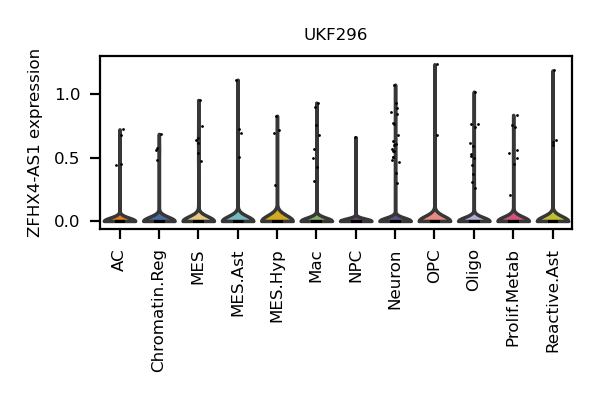 UKF296
ZFHX4-AS1 expression
1.0
0.5
0.0
AC
Chromatin.Reg
MES
MES.Ast
MES.Hyp
Mac
NPC
Neuron
OPC
Oligo
Prolif.Metab
Reactive.Ast